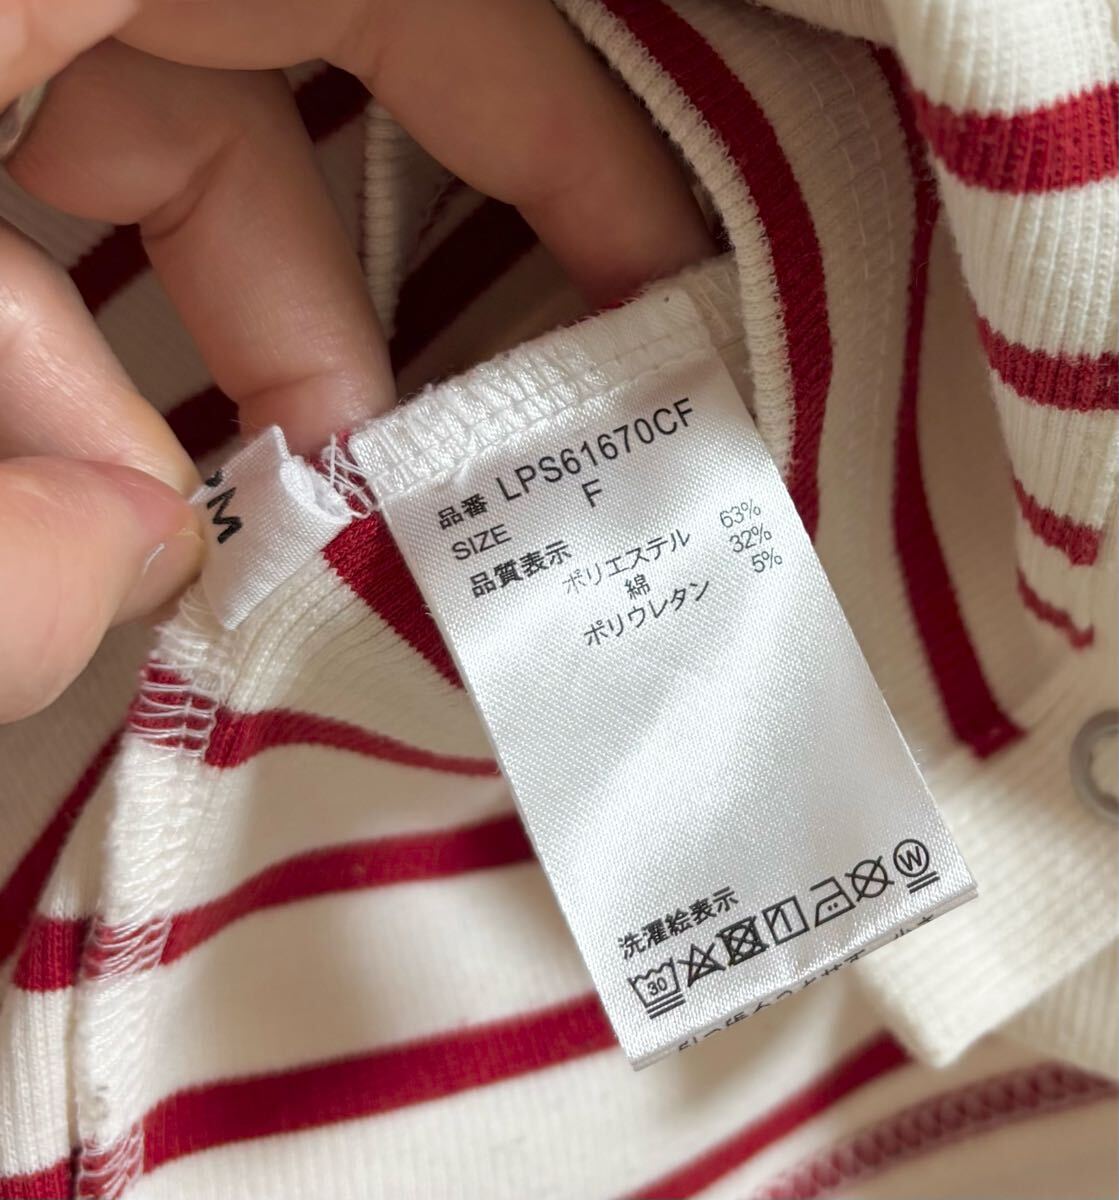 品番 LPS61670CF
SIZE F
品質表示
ポリエステル 63%
綿 32%
ポリウレタン 5%
洗濯絵表示
30
W